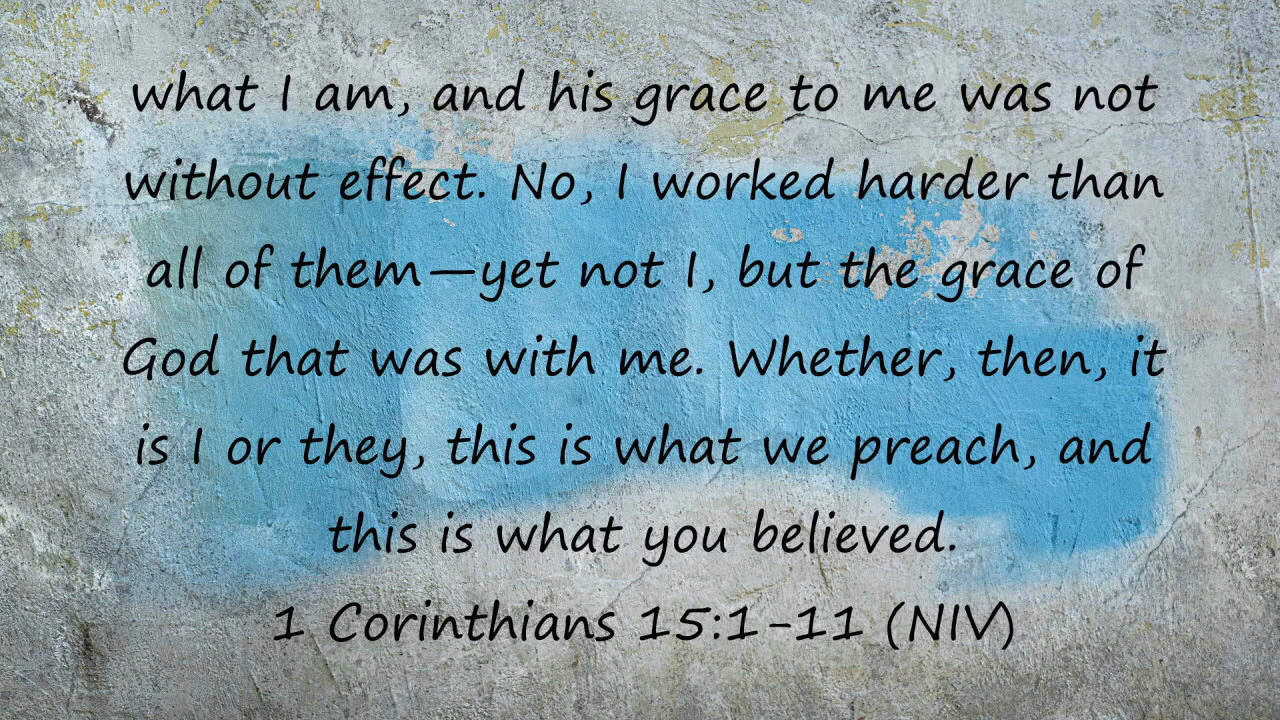 what I am, and his grace to me was not
without effect. No, I worked harder than
all of them—yet not I, but the grace of
God that was with me. Whether, then, it
is I or they, this is what we preach, and
this is what you believed.
1 Corinthians 15:1-11 (NIV)